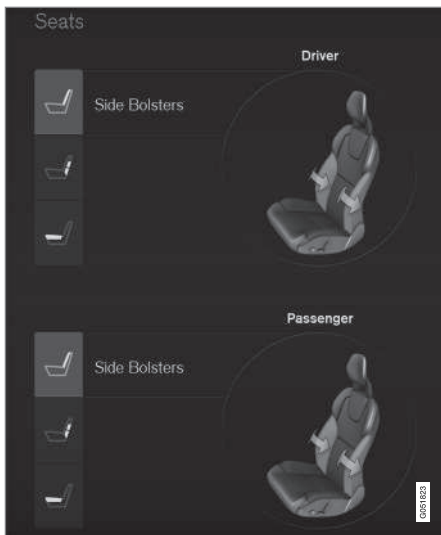 Seats
Driver
Side Bolsters
Passenger
Side Bolsters
G051823